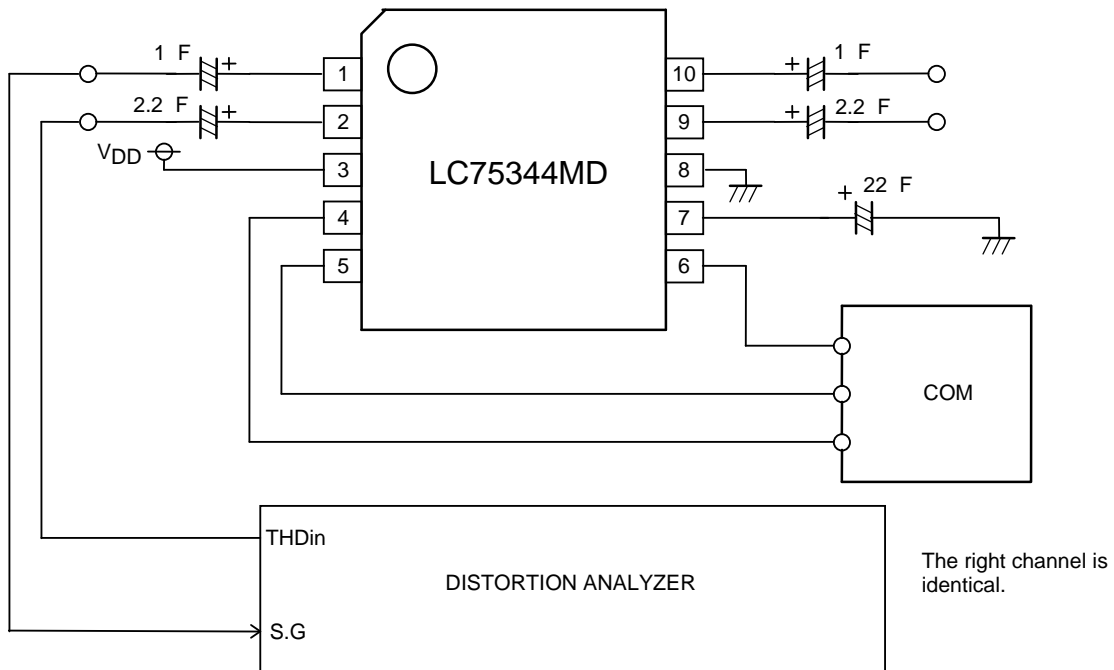 1 F
1 F
+ +
1
10
2.2 F
2.2 F
+ +
2
9
VDD
3
LC75344MD
8
22 F
+
4
7
5
6
COM
THDin
DISTORTION ANALYZER
S.G
The right channel is
identical.